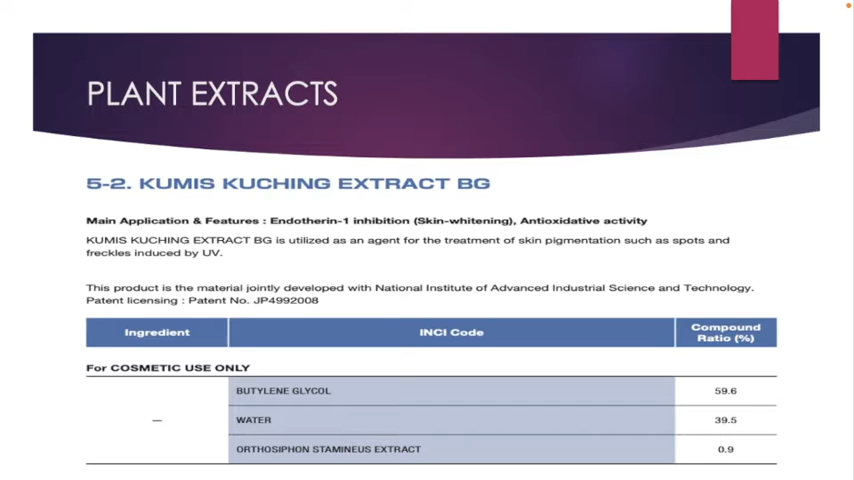 PLANT EXTRACTS
5-2. KUMIS KUCHING EXTRACT BG
Main Application & Features : Endotherin-1 inhibition (Skin-whitening), Antioxidative activity
KUMIS KUCHING EXTRACT BG is utilized as an agent for the treatment of skin pigmentation such as spots and
freckles induced by UV.
This product is the material jointly developed with National Institute of Advanced Industrial Science and Technology.
Patent licensing : Patent No. JP4992008
Ingredient INCI Code Compound Ratio (%)
For COSMETIC USE ONLY
BUTYLENE GLYCOL 59.6
— WATER 39.5
ORTHOSIPHON STAMINEUS EXTRACT 0.9